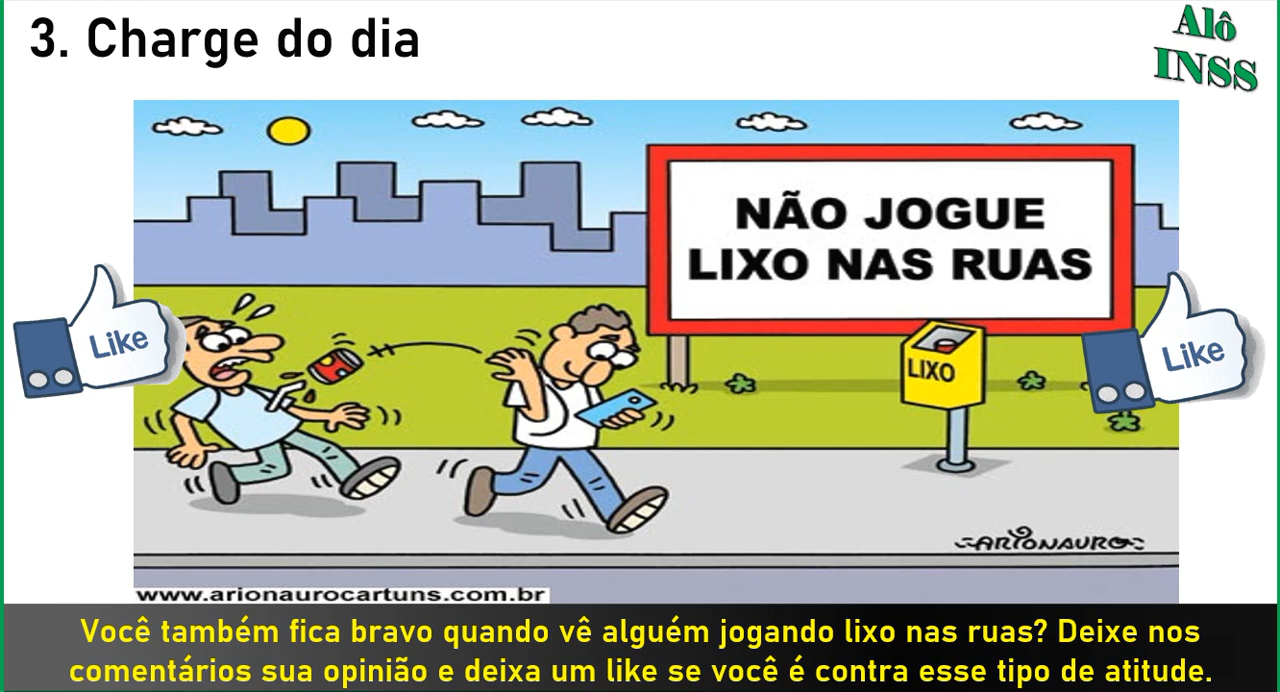 3. Charge do dia
Alô
INSS
NÃO JOGUE
LIXO NAS RUAS
Like
Like
LIXO
ARIONAURO
www.arionaurocartuns.com.br
Você também fica bravo quando vê alguém jogando lixo nas ruas? Deixe nos
comentários sua opinião e deixa um like se você é contra esse tipo de atitude.